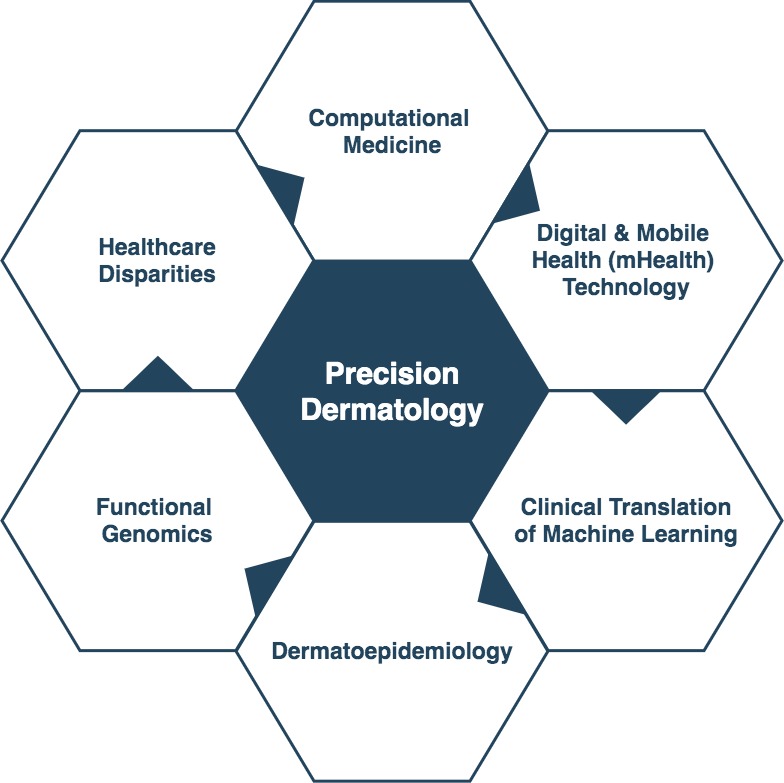 Computational
Medicine
Digital & Mobile
Health (mHealth)
Technology
Healthcare
Disparities
Precision
Dermatology
Clinical Translation
of Machine Learning
Functional
Genomics
Dermatoepidemiology